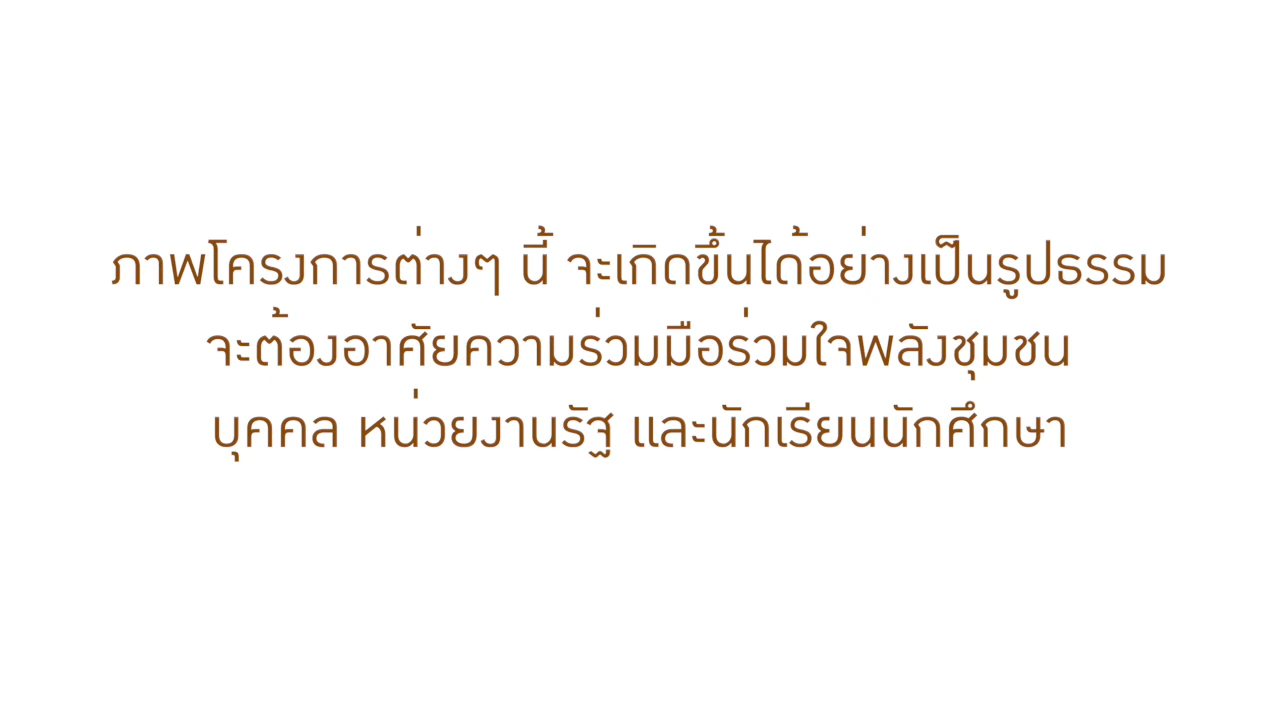 ภาพโครงการต่างๆ นี้ จะเกิดขึ้นได้อย่างเป็นรูปธรรม
จะต้องอาศัยความร่วมมือร่วมใจพลังชุมชน
บุคคล หน่วยงานรัฐ และนักเรียนนักศึกษา